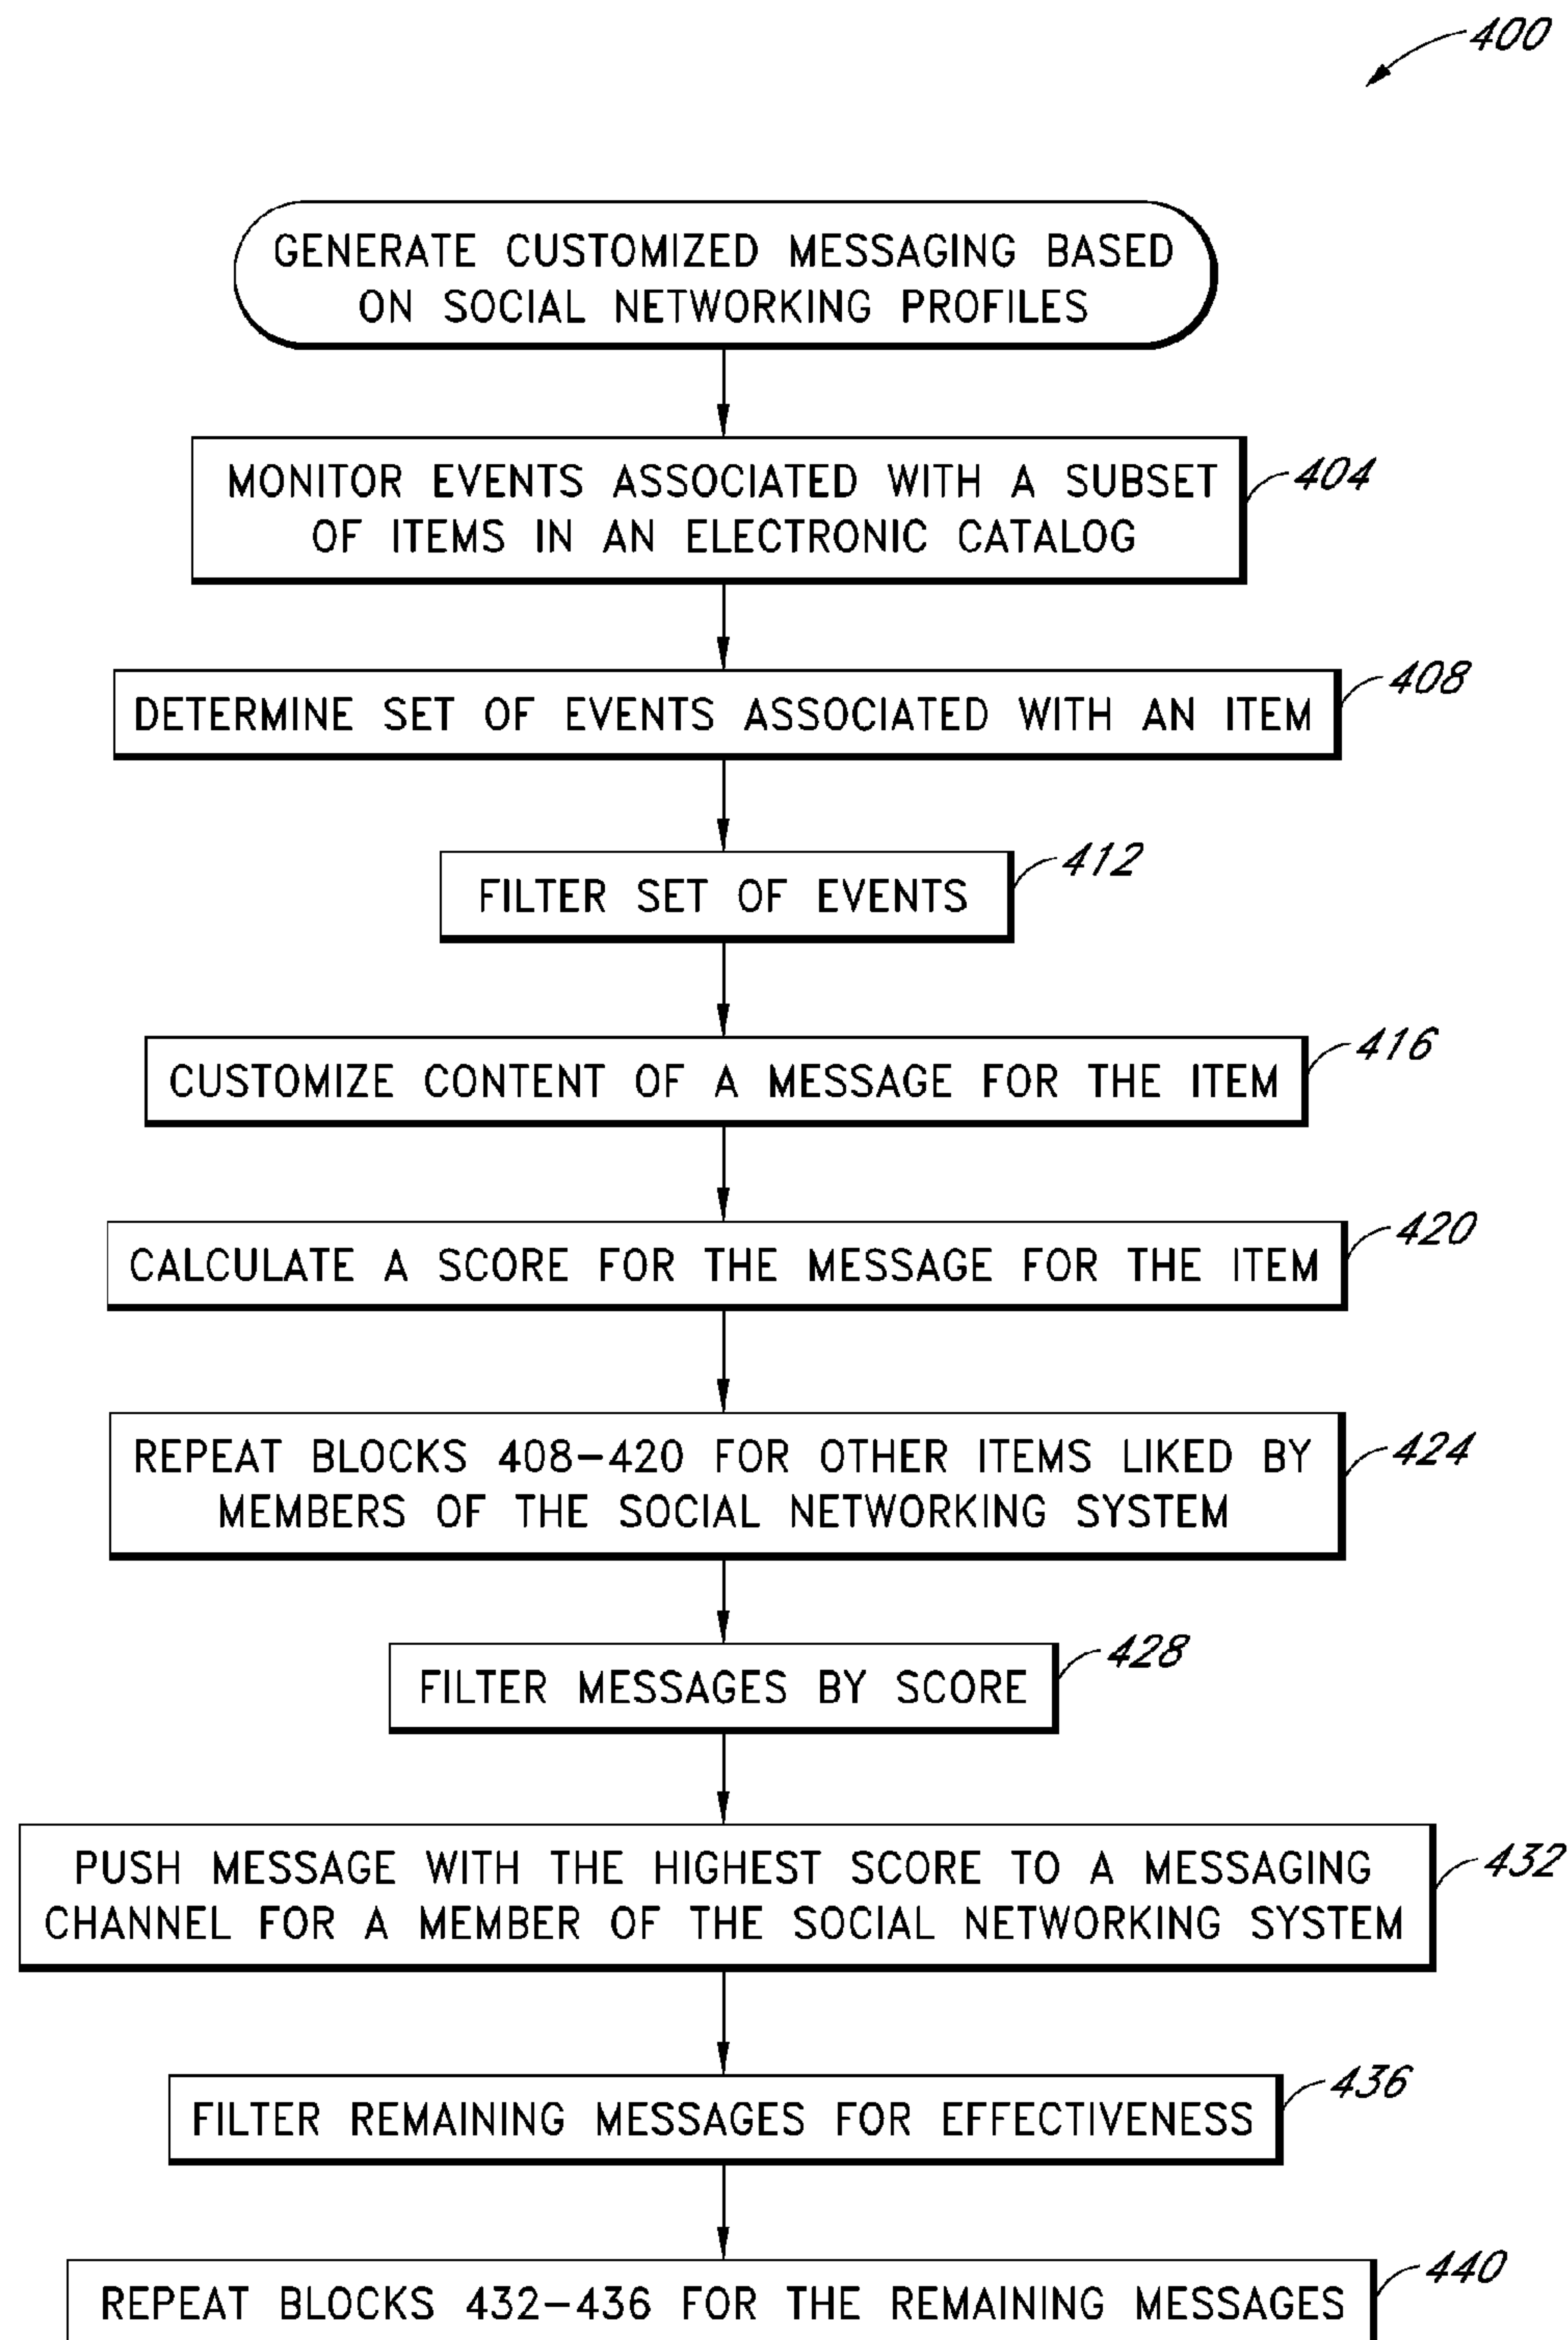 400
GENERATE CUSTOMIZED MESSAGING BASED
ON SOCIAL NETWORKING PROFILES
MONITOR EVENTS ASSOCIATED WITH A SUBSET
OF ITEMS IN AN ELECTRONIC CATALOG
404
DETERMINE SET OF EVENTS ASSOCIATED WITH AN ITEM
408
FILTER SET OF EVENTS
412
CUSTOMIZE CONTENT OF A MESSAGE FOR THE ITEM
416
CALCULATE A SCORE FOR THE MESSAGE FOR THE ITEM
420
REPEAT BLOCKS 408-420 FOR OTHER ITEMS LIKED BY
MEMBERS OF THE SOCIAL NETWORKING SYSTEM
424
FILTER MESSAGES BY SCORE
428
PUSH MESSAGE WITH THE HIGHEST SCORE TO A MESSAGING
CHANNEL FOR A MEMBER OF THE SOCIAL NETWORKING SYSTEM
432
FILTER REMAINING MESSAGES FOR EFFECTIVENESS
436
REPEAT BLOCKS 432-436 FOR THE REMAINING MESSAGES
440